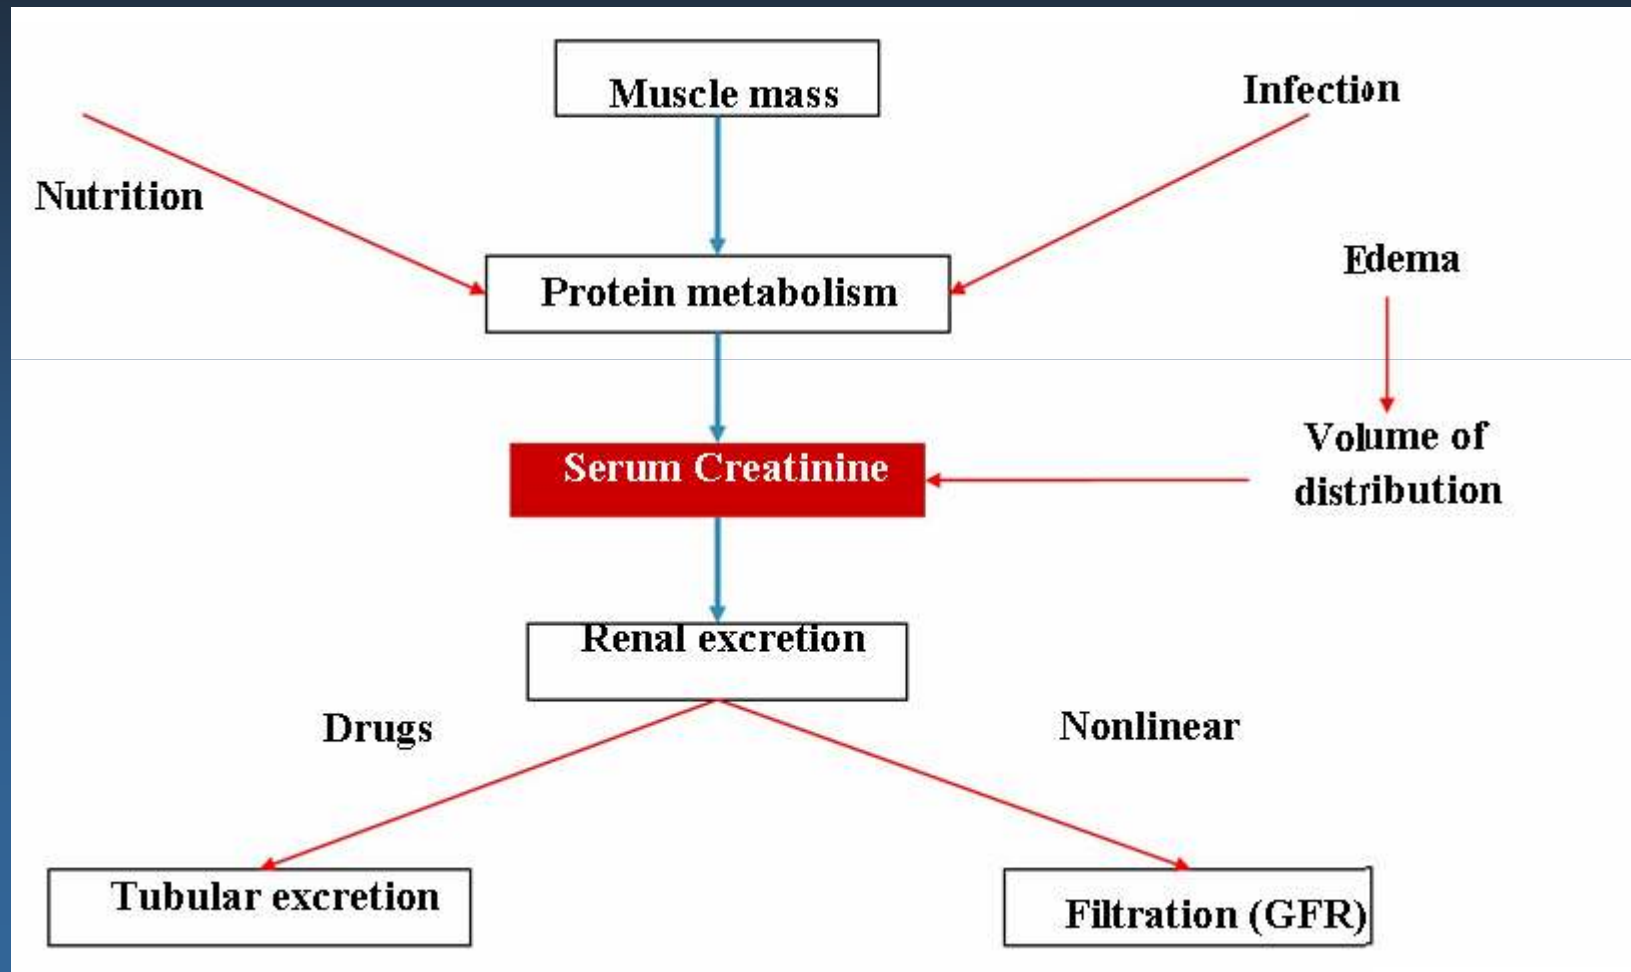 Muscle mass
Infection
Nutrition
Edema
Protein metabolism
Volume of
distribution
Serum Creatinine
Renal excretion
Drugs
Nonlinear
Tubular excretion
Filtration (GFR)